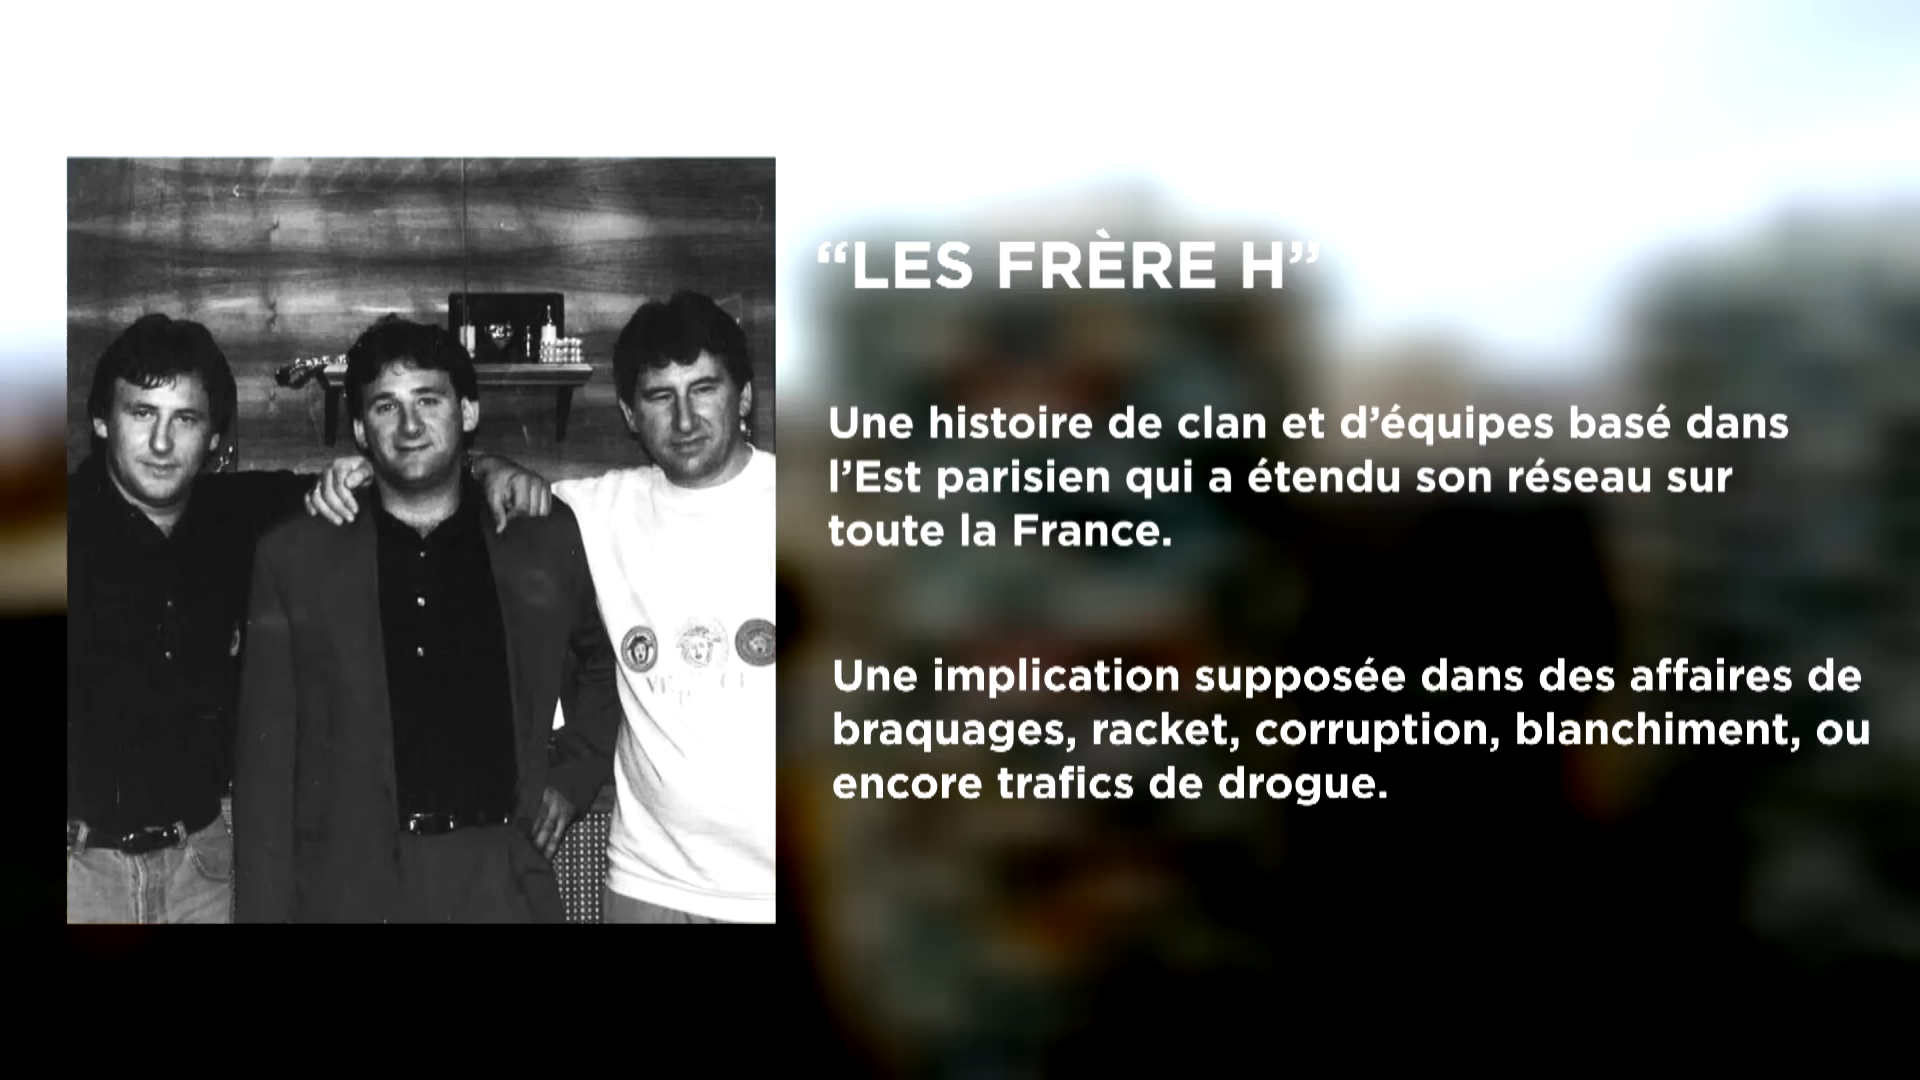 “LES FRÈRE H”
Une histoire de clan et d’équipes basé dans
l’Est parisien qui a étendu son réseau sur
toute la France.
Une implication supposée dans des affaires de
braquages, racket, corruption, blanchiment, ou
encore trafics de drogue.